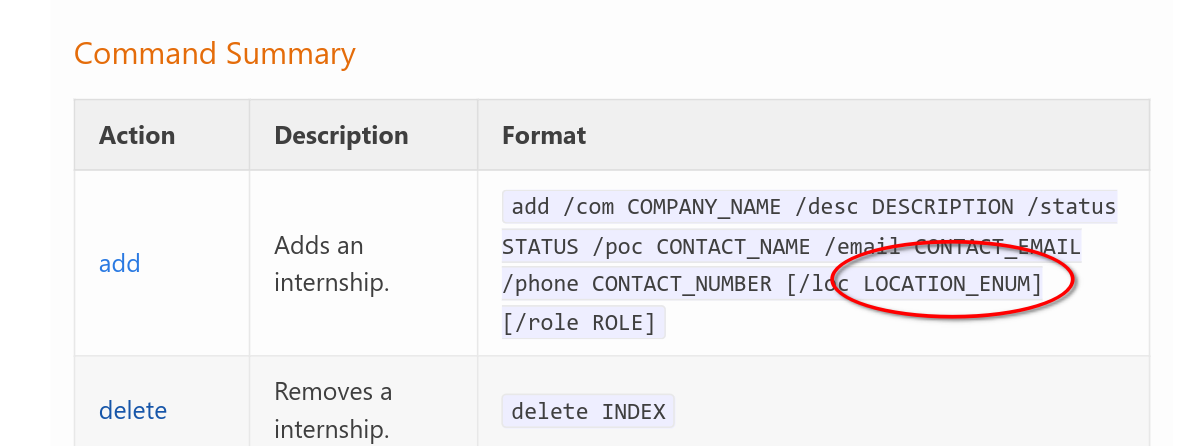 Command Summary
Action Description Format
add
Adds an
internship.
add /com COMPANY_NAME /desc DESCRIPTION /status
STATUS /poc CONTACT_NAME /email CONTACT_EMAIL
/phone CONTACT_NUMBER [/loc LOCATION_ENUM]
[/role ROLE]
delete
Removes a
internship.
delete INDEX